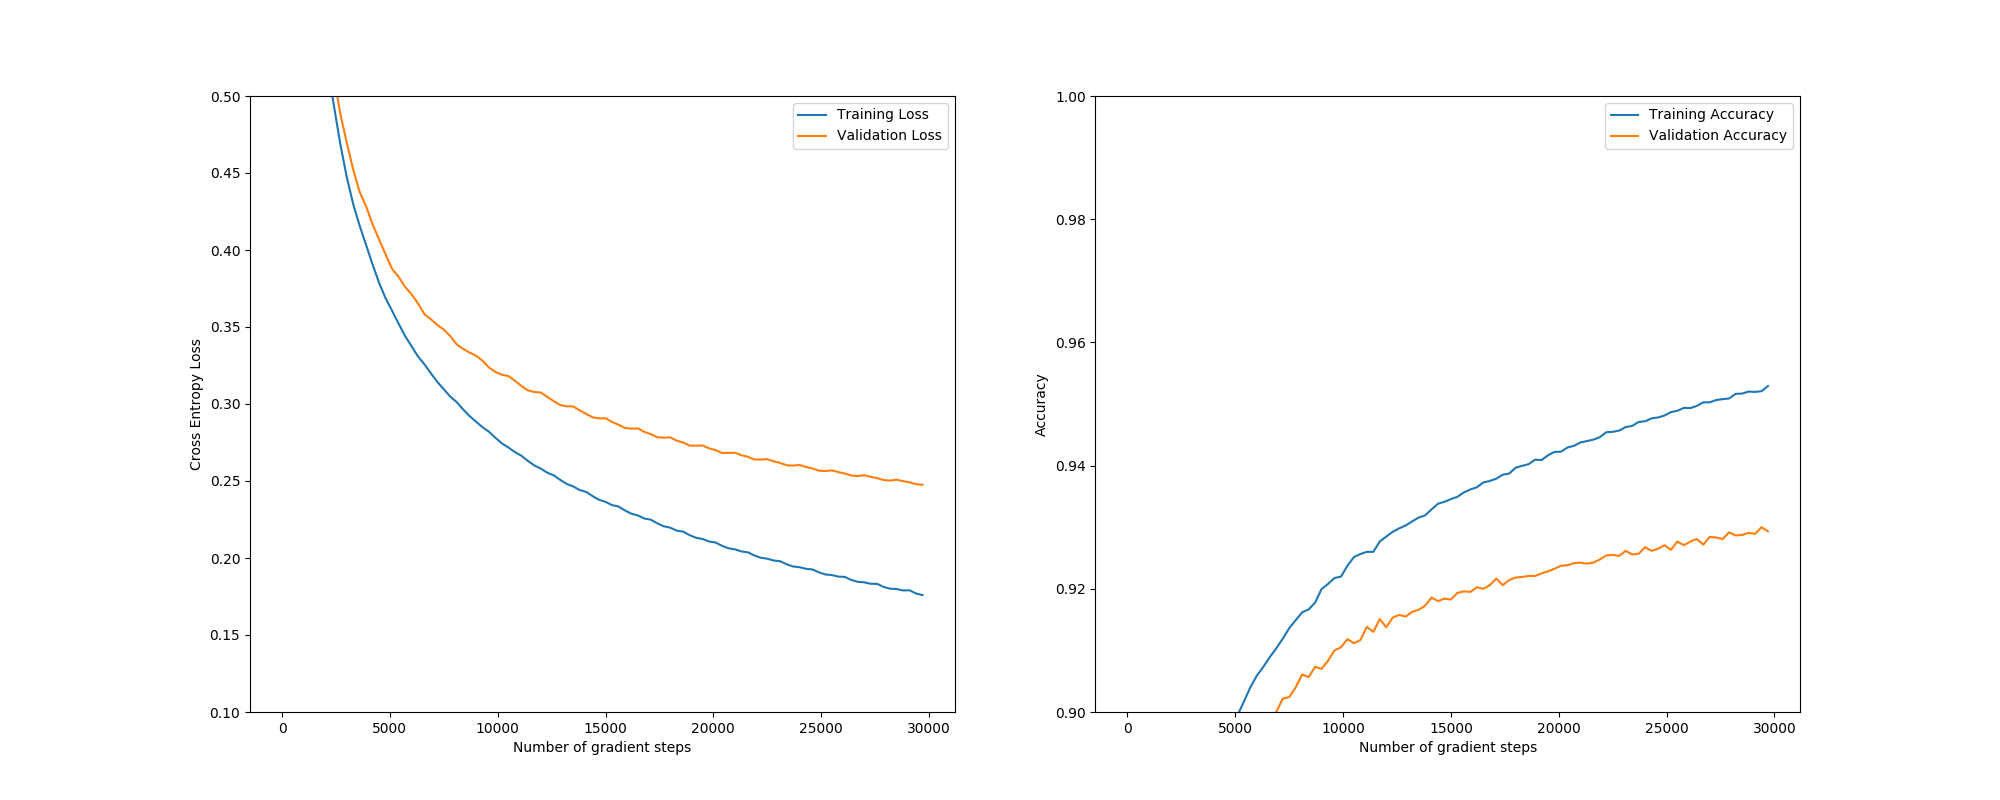 Training Loss
Validation Loss
0.50
0.45
0.40
0.35
0.30
0.25
0.20
0.15
0.10
Cross Entropy Loss
0 5000 10000 15000 20000 25000 30000
Number of gradient steps
Training Accuracy
Validation Accuracy
1.00
0.98
0.96
0.94
0.92
0.90
Accuracy
0 5000 10000 15000 20000 25000 30000
Number of gradient steps